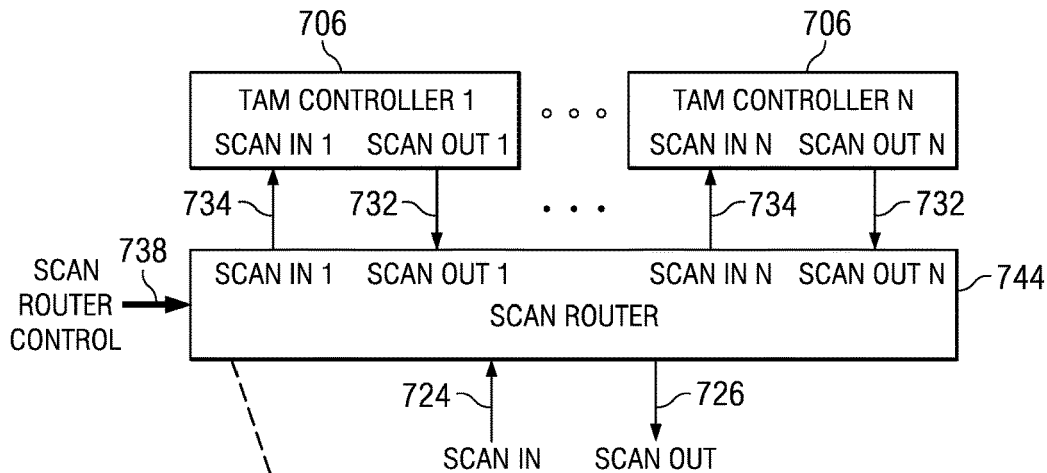 706 706
TAM CONTROLLER 1 TAM CONTROLLER N
SCAN IN 1 SCAN OUT 1 SCAN IN N SCAN OUT N
734 732 734 732
738
SCAN ROUTER CONTROL
SCAN IN 1 SCAN OUT 1 SCAN IN N SCAN OUT N
744
SCAN ROUTER
724 726
SCAN IN SCAN OUT